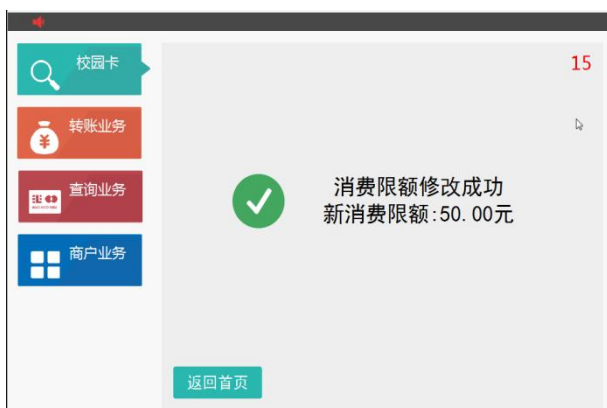 校园卡
15
转账业务
¥
查询业务
消费限额修改成功
新消费限额:50.00元
商户业务
返回首页